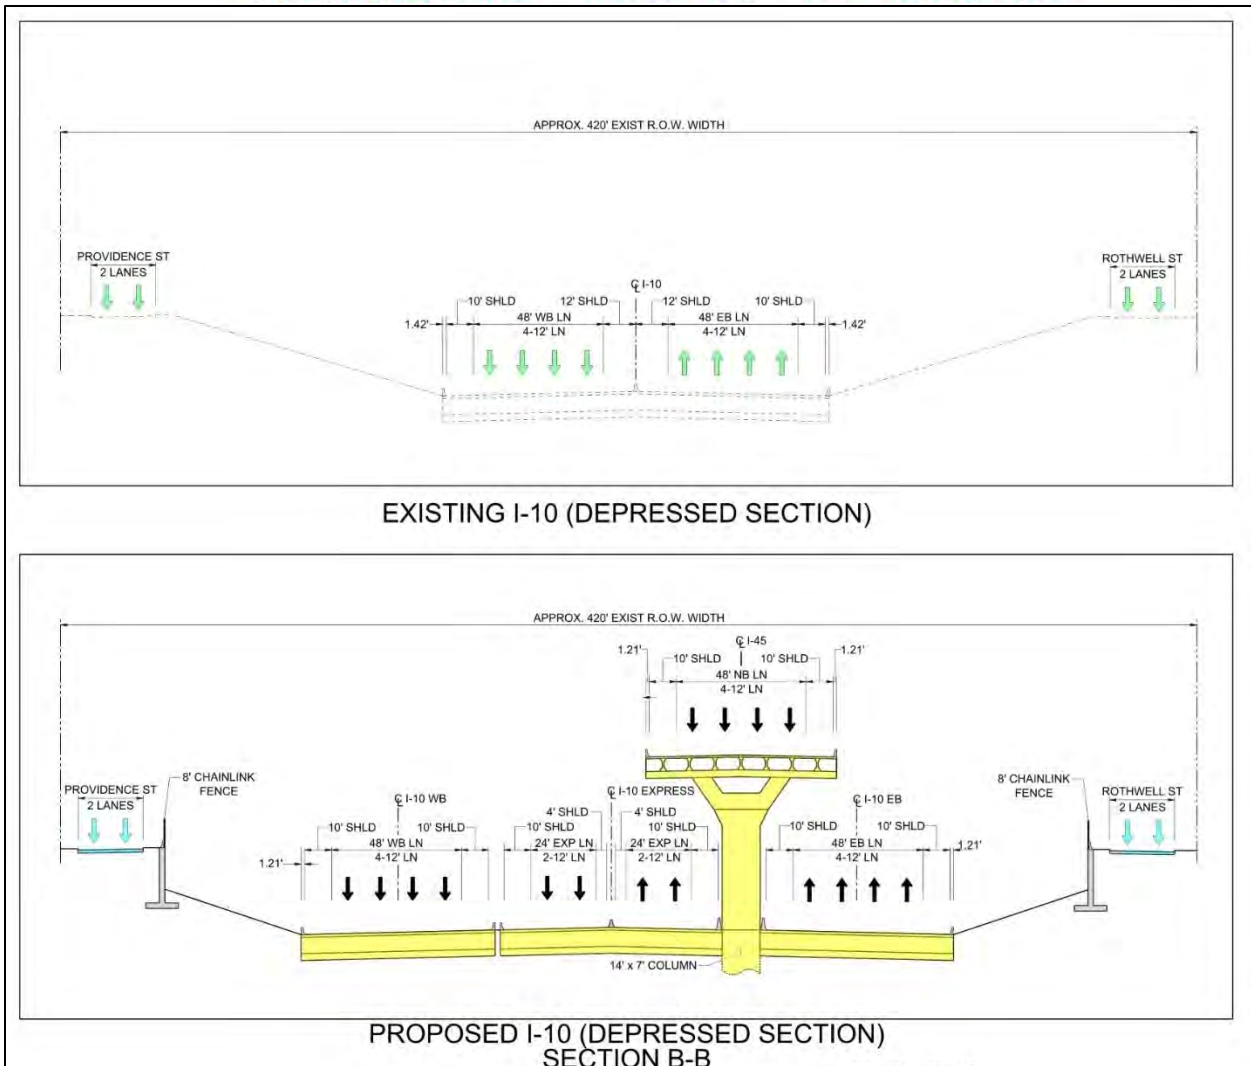 APPROX. 420' EXIST R.O.W. WIDTH
PROVIDENCE ST
2 LANES
ROTHWELL ST
2 LANES
℄ I-10
10' SHLD 12' SHLD 12' SHLD 10' SHLD
1.42' 48' WB LN 48' EB LN 1.42'
4-12' LN 4-12' LN
EXISTING I-10 (DEPRESSED SECTION)
APPROX. 420' EXIST R.O.W. WIDTH
℄ I-45
1.21' 1.21'
10' SHLD 10' SHLD
48' NB LN
4-12' LN
8' CHAINLINK
FENCE
8' CHAINLINK
FENCE
PROVIDENCE ST
2 LANES
ROTHWELL ST
2 LANES
℄ I-10 WB ℄ I-10 EXPRESS ℄ I-10 EB
4' SHLD 4' SHLD
10' SHLD 10' SHLD 10' SHLD 10' SHLD 10' SHLD 10' SHLD
1.21' 48' WB LN 24' EXP LN 24' EXP LN 48' EB LN 1.21'
4-12' LN 2-12' LN 2-12' LN 4-12' LN
14' x 7' COLUMN
PROPOSED I-10 (DEPRESSED SECTION)
SECTION B-B